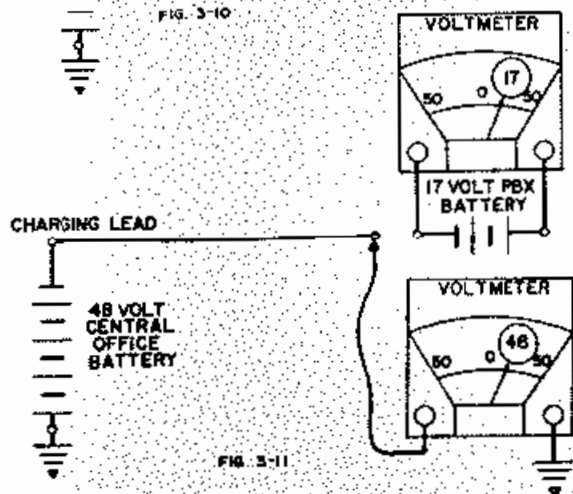 FIG. 3-10
VOLTMETER
50 0 50
17
17 VOLT PBX
BATTERY
CHARGING LEAD
48 VOLT
CENTRAL
OFFICE
BATTERY
VOLTMETER
50 0 50
48
FIG. 3-11